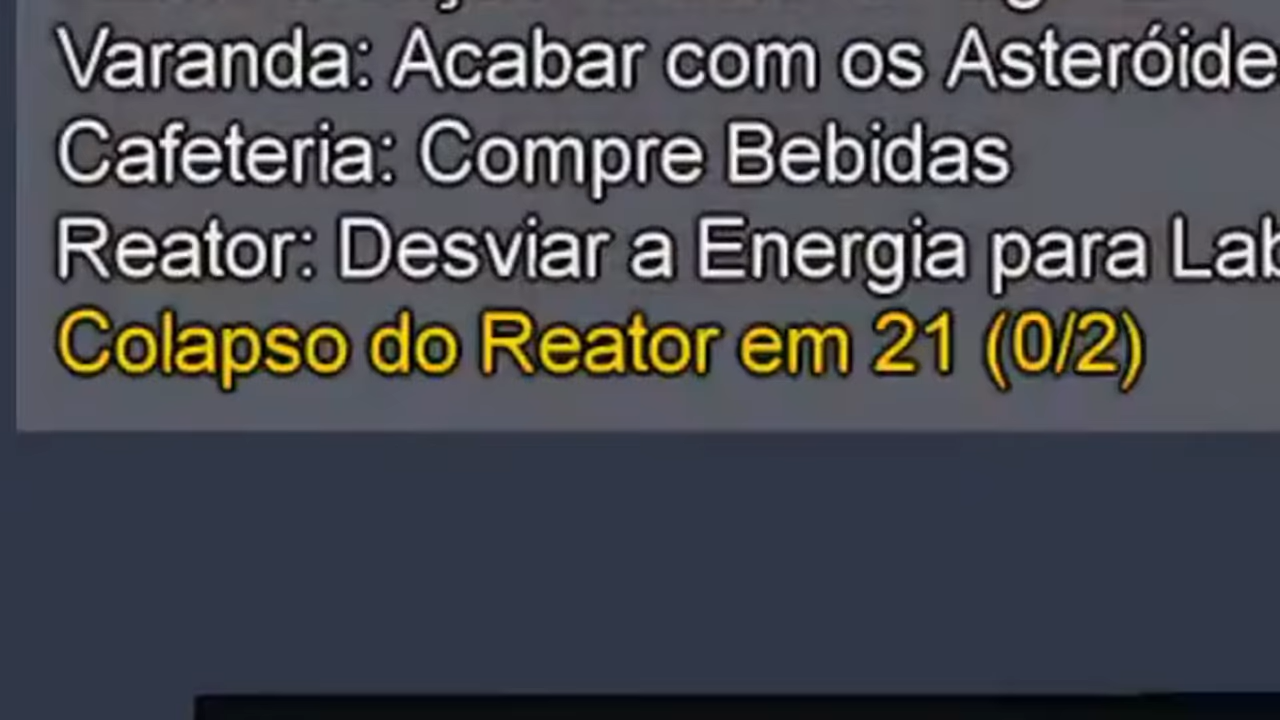 Varanda: Acabar com os Asteróide
Cafeteria: Compre Bebidas
Reator: Desviar a Energia para Lab
Colapso do Reator em 21 (0/2)